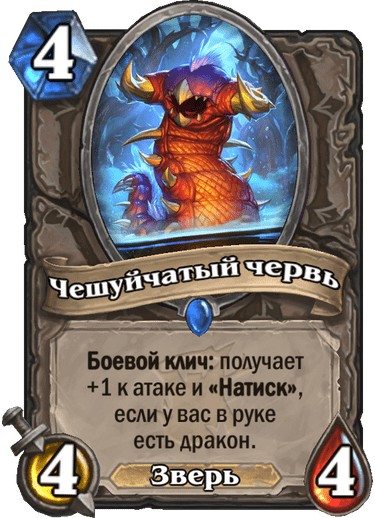 4
Чешуйчатый червь
Боевой клич: получает
+1 к атаке и «Натиск»,
если у вас в руке
есть дракон.
4
Зверь
4